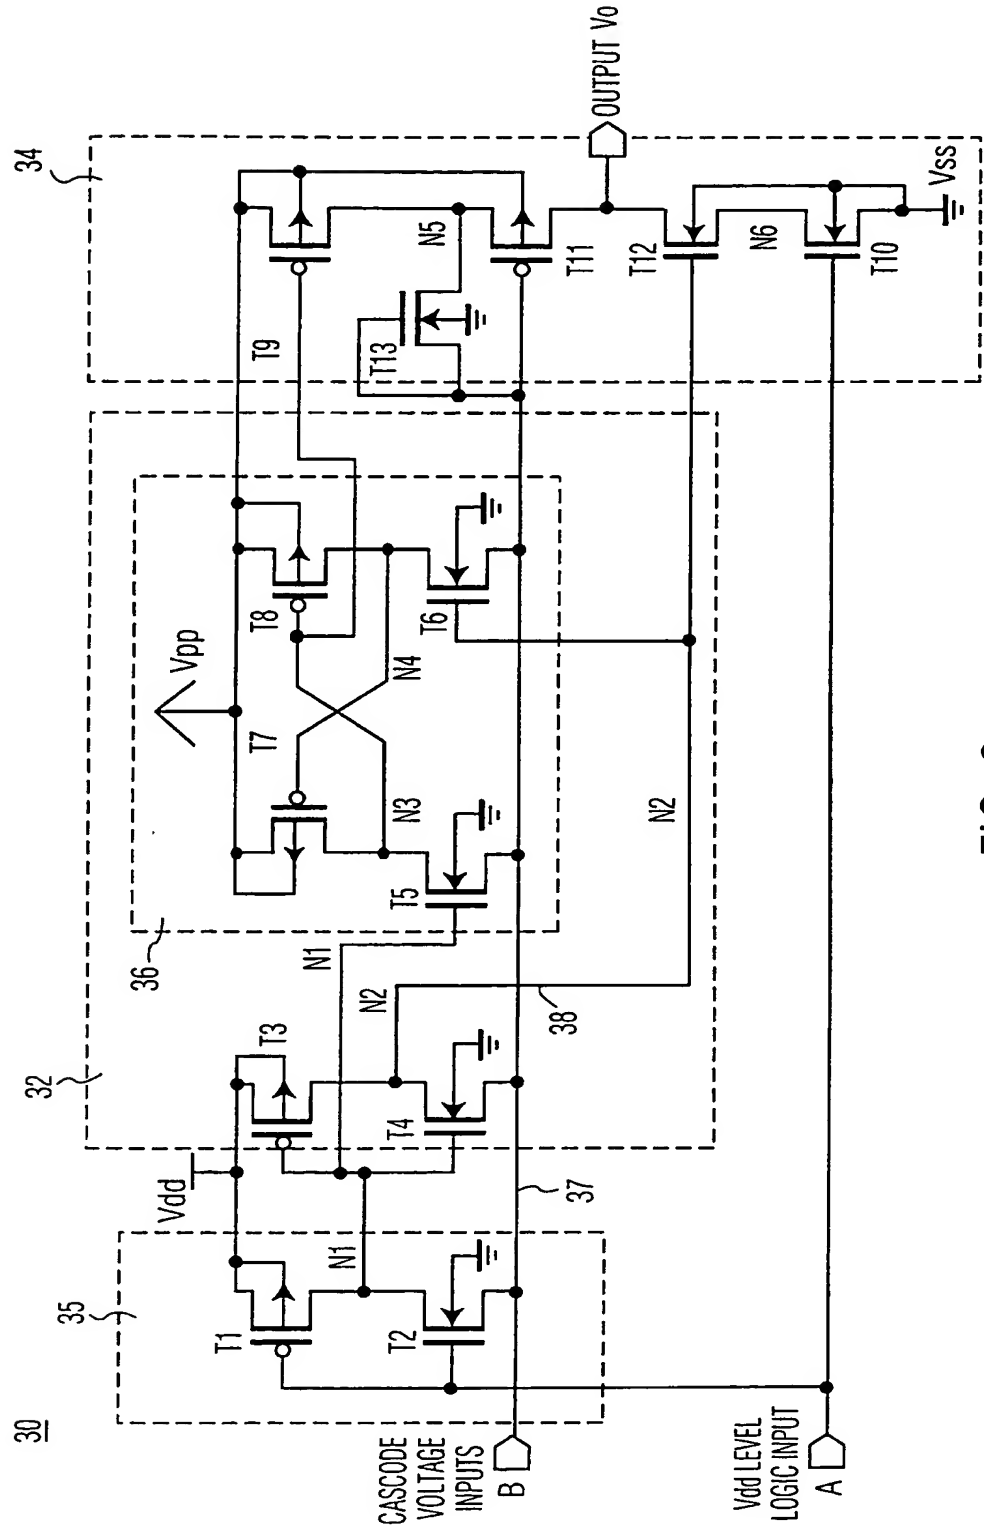 30
35
32
36
34
Vdd
Vpp
T1
T2
T3
T4
T5
T6
T7
T8
T9
T10
T11
T12
T13
N1
N1
N2
N2
N3
N4
N5
N6
37
38
CASCODE
VOLTAGE
INPUTS
B
Vdd LEVEL
LOGIC INPUT
A
OUTPUT Vo
Vss